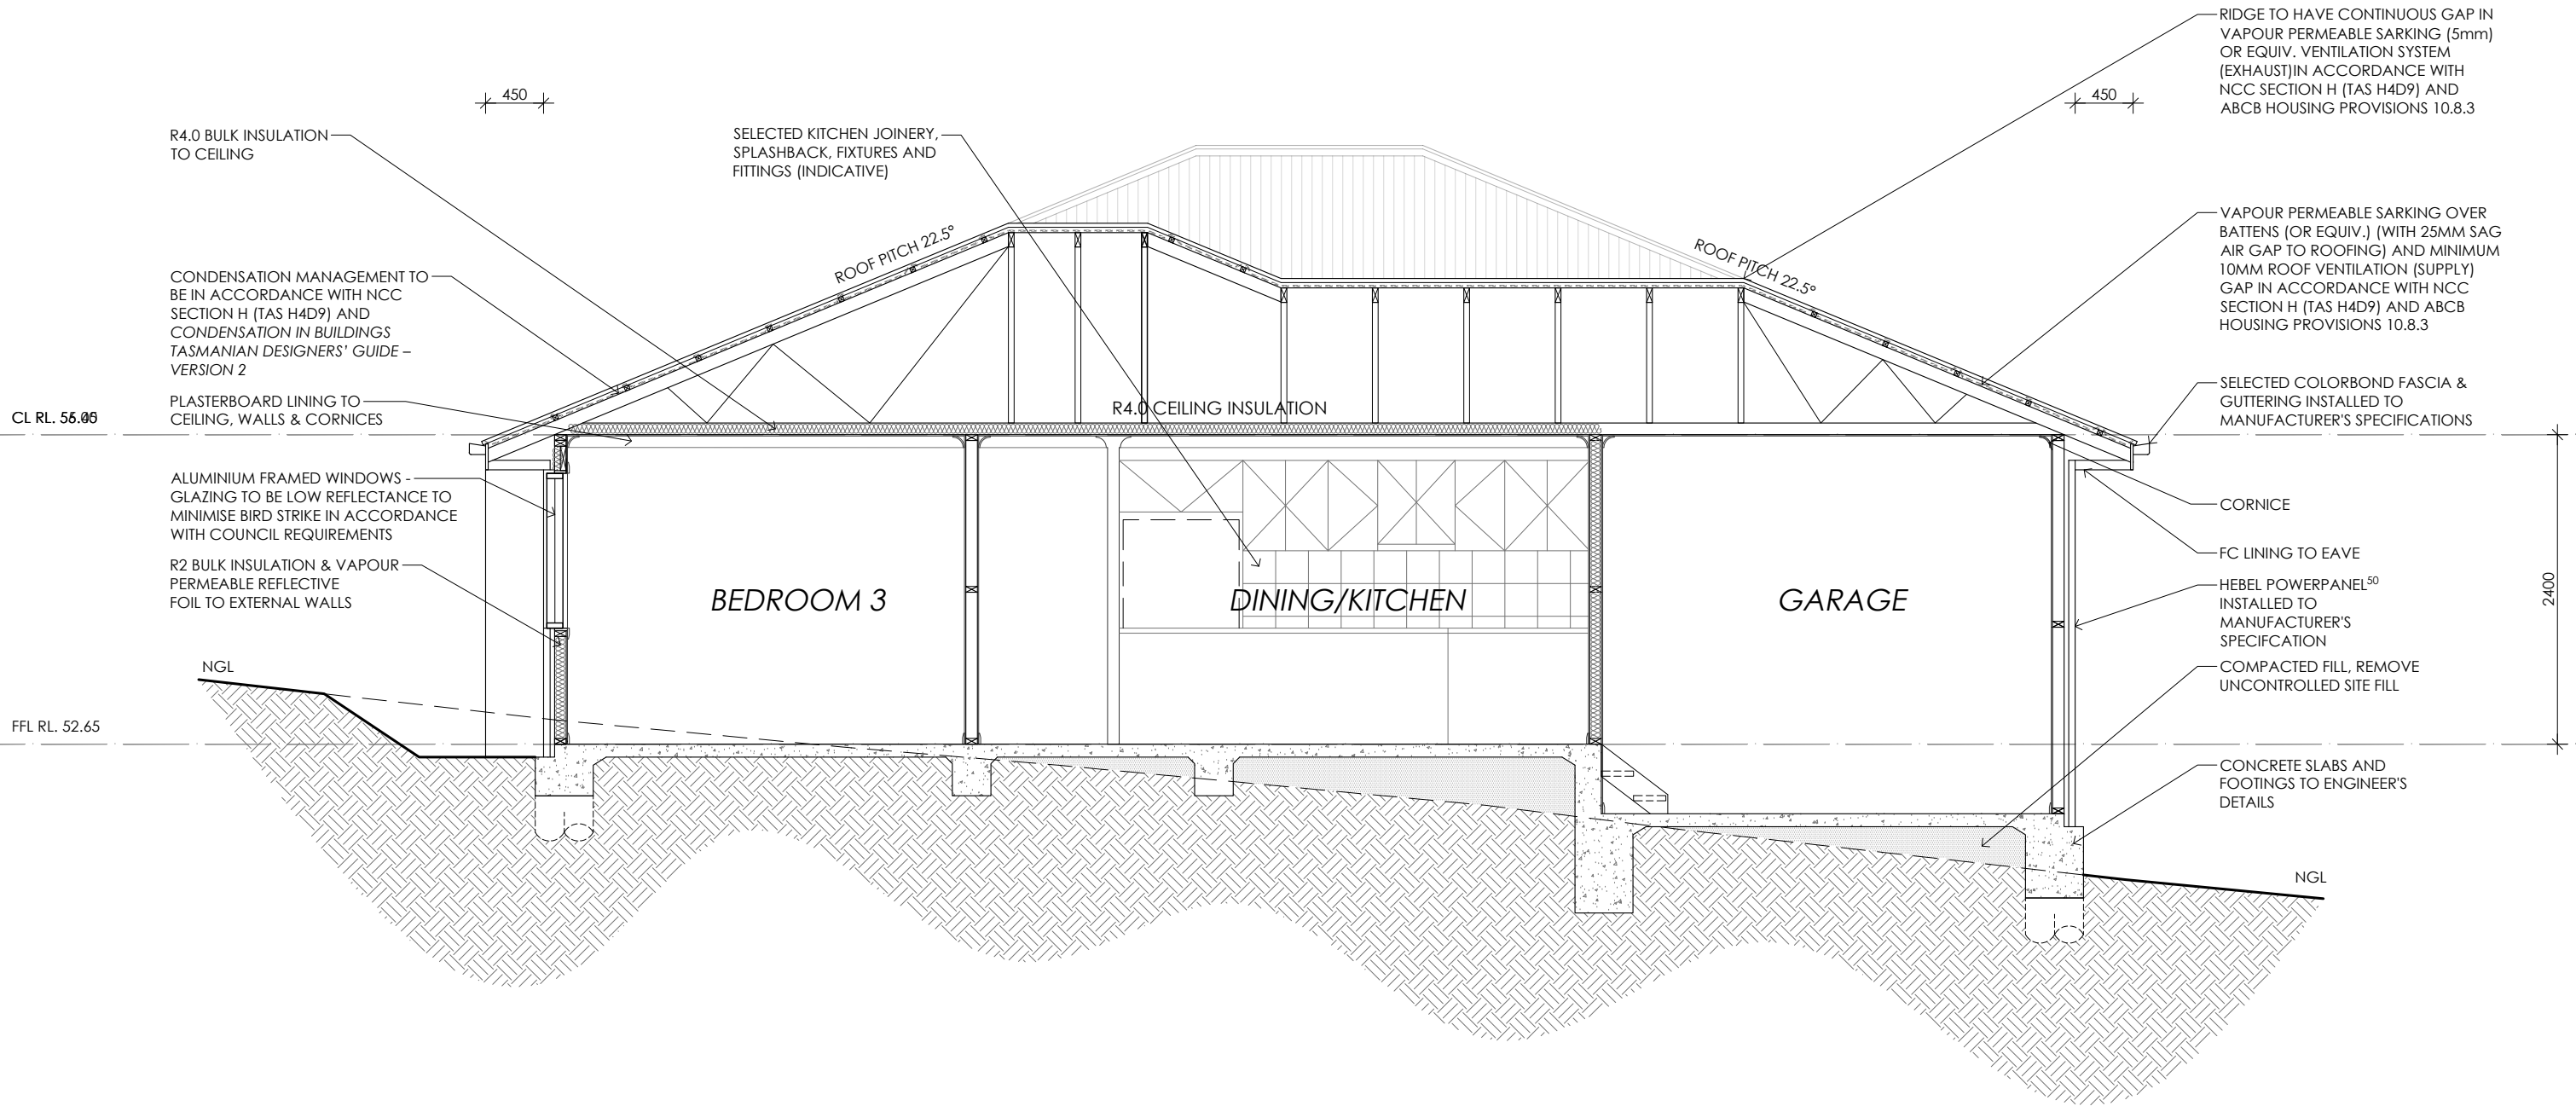 450
R4.0 BULK INSULATION
TO CEILING
SELECTED KITCHEN JOINERY,
SPLASHBACK, FIXTURES AND
FITTINGS (INDICATIVE)
RIDGE TO HAVE CONTINUOUS GAP IN
VAPOUR PERMEABLE SARKING (5mm)
OR EQUIV. VENTILATION SYSTEM
(EXHAUST)IN ACCORDANCE WITH
NCC SECTION H (TAS H4D9) AND
ABCB HOUSING PROVISIONS 10.8.3
450
ROOF PITCH 22.5°
ROOF PITCH 22.5°
CONDENSATION MANAGEMENT TO
BE IN ACCORDANCE WITH NCC
SECTION H (TAS H4D9) AND
CONDENSATION IN BUILDINGS
TASMANIAN DESIGNERS' GUIDE –
VERSION 2
VAPOUR PERMEABLE SARKING OVER
BATTENS (OR EQUIV.) (WITH 25MM SAG
AIR GAP TO ROOFING) AND MINIMUM
10MM ROOF VENTILATION (SUPPLY)
GAP IN ACCORDANCE WITH NCC
SECTION H (TAS H4D9) AND ABCB
HOUSING PROVISIONS 10.8.3
PLASTERBOARD LINING TO
CEILING, WALLS & CORNICES
CL RL.
R4.0 CEILING INSULATION
SELECTED COLORBOND FASCIA &
GUTTERING INSTALLED TO
MANUFACTURER'S SPECIFICATIONS
ALUMINIUM FRAMED WINDOWS -
GLAZING TO BE LOW REFLECTANCE TO
MINIMISE BIRD STRIKE IN ACCORDANCE
WITH COUNCIL REQUIREMENTS
R2 BULK INSULATION & VAPOUR
PERMEABLE REFLECTIVE
FOIL TO EXTERNAL WALLS
BEDROOM 3
DINING/KITCHEN
GARAGE
CORNICE
FC LINING TO EAVE
HEBEL POWERPANEL50
INSTALLED TO
MANUFACTURER'S
SPECIFCATION
2400
NGL
COMPACTED FILL, REMOVE
UNCONTROLLED SITE FILL
FFL RL. 52.65
CONCRETE SLABS AND
FOOTINGS TO ENGINEER'S
DETAILS
NGL